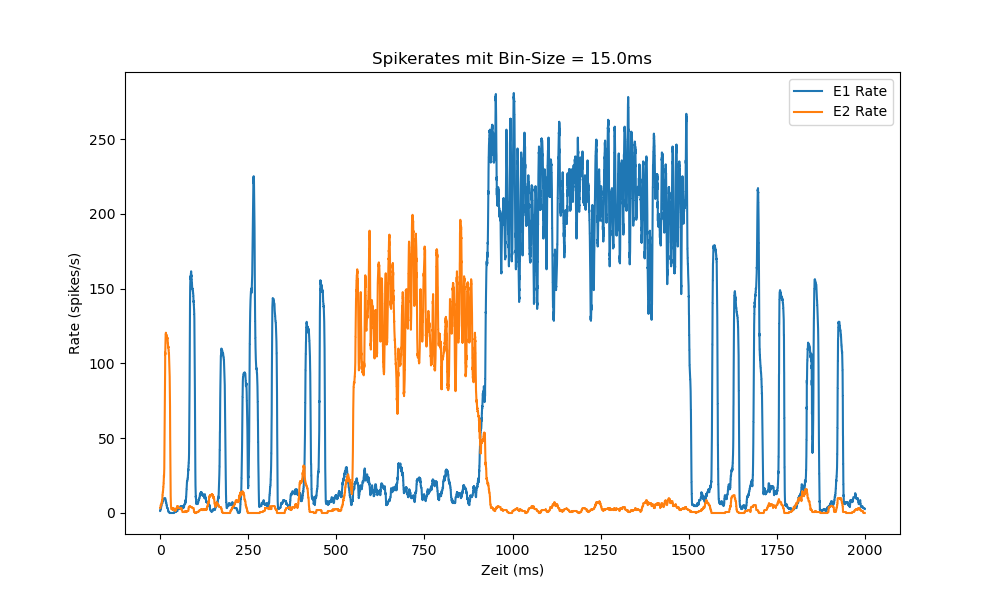 Spikerates mit Bin-Size = 15.0ms
E1 Rate
E2 Rate
Rate (spikes/s)
250
200
150
100
50
0
0 250 500 750 1000 1250 1500 1750 2000
Zeit (ms)